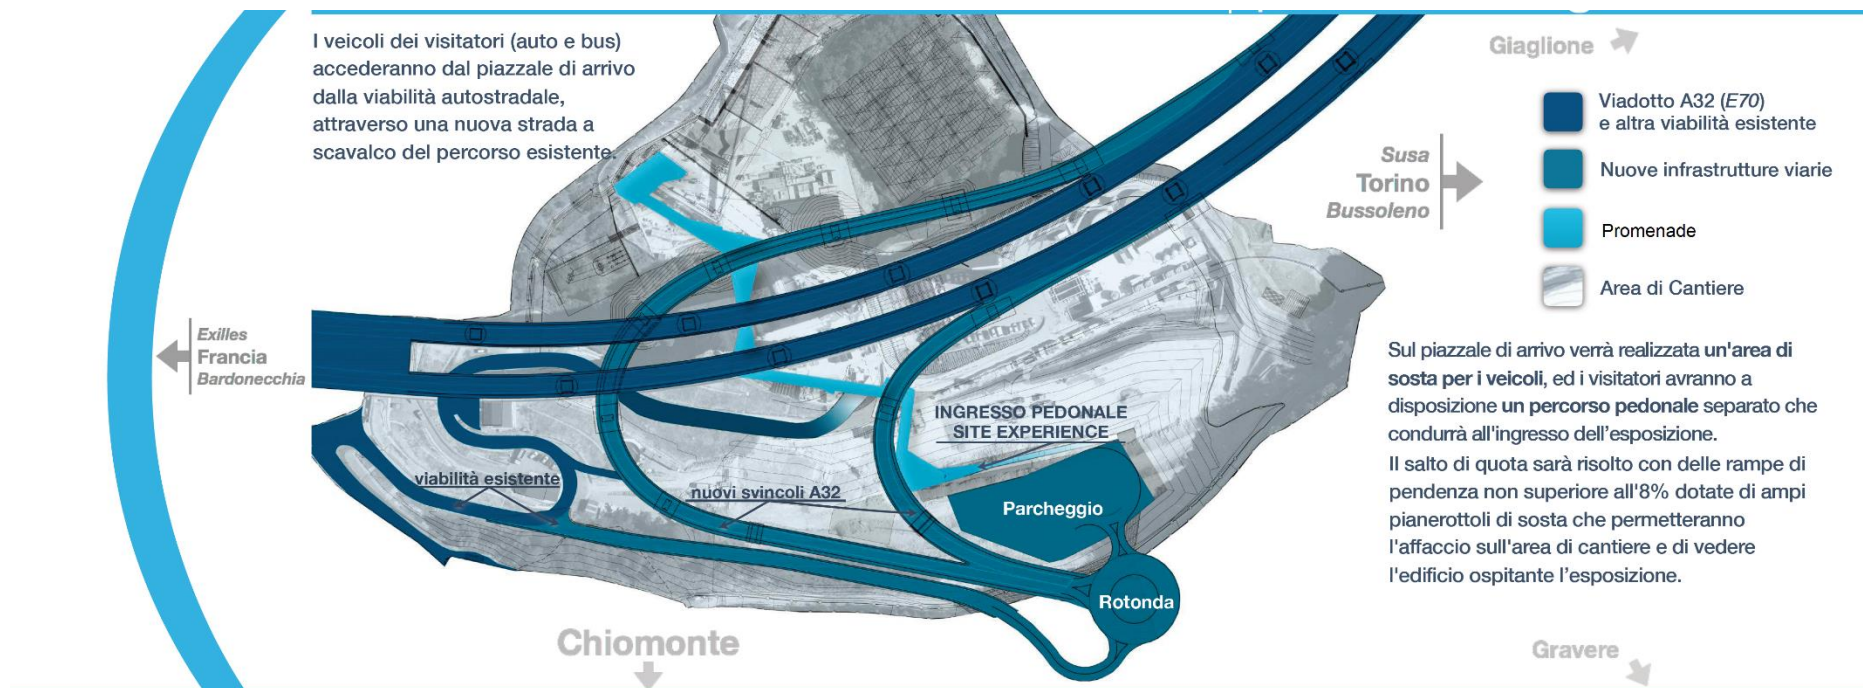 I veicoli dei visitatori (auto e bus)
accederanno dal piazzale di arrivo
dalla viabilità autostradale,
attraverso una nuova strada a
scavalco del percorso esistente.
Giaglione
Viadotto A32 (E70)
e altra viabilità esistente
Nuove infrastrutture viarie
Promenade
Area di Cantiere
Susa
Torino
Bussoleno
Exilles
Francia
Bardonecchia
Sul piazzale di arrivo verrà realizzata un'area di
sosta per i veicoli, ed i visitatori avranno a
disposizione un percorso pedonale separato che
condurrà all'ingresso dell'esposizione.
Il salto di quota sarà risolto con delle rampe di
pendenza non superiore all'8% dotate di ampi
pianerottoli di sosta che permetteranno
l'affaccio sull'area di cantiere e di vedere
l'edificio ospitante l'esposizione.
INGRESSO PEDONALE
SITE EXPERIENCE
viabilità esistente
nuovi svincoli A32
Parcheggio
Rotonda
Chiomonte
Gravere